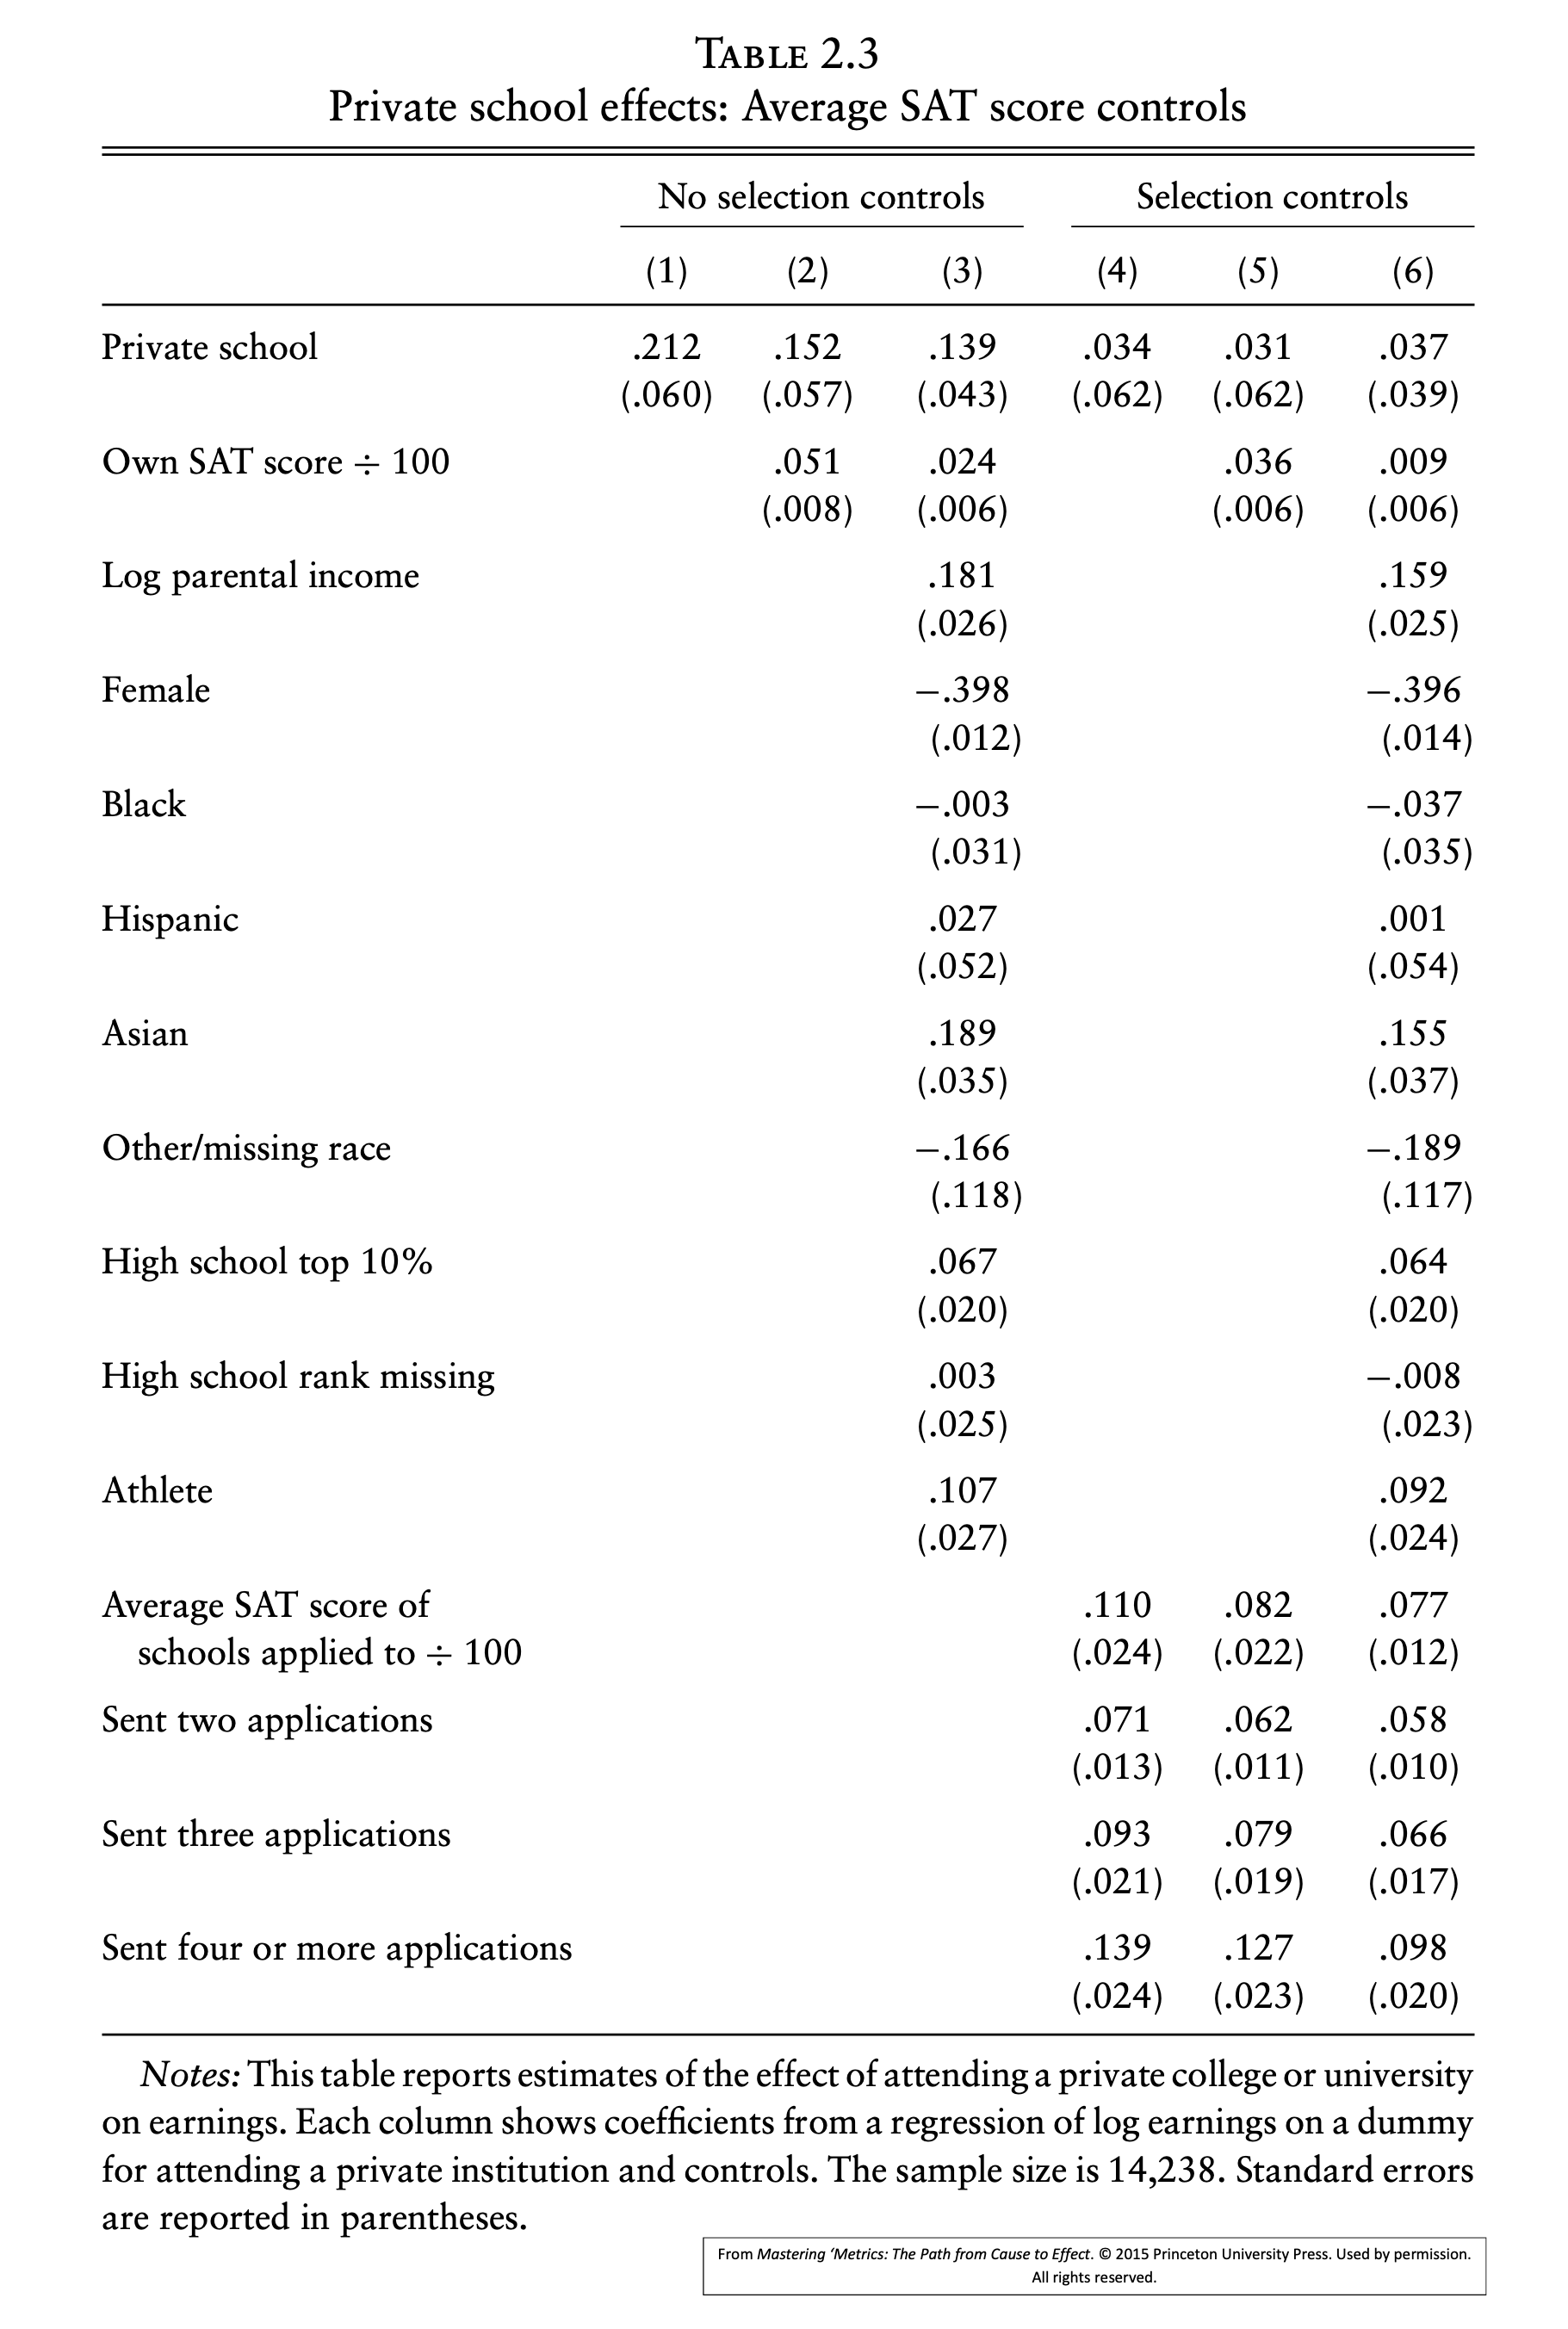 TABLE 2.3
Private school effects: Average SAT score controls
No selection controls Selection controls
(1) (2) (3) (4) (5) (6)
Private school .212 .152 .139 .034 .031 .037
(.060) (.057) (.043) (.062) (.062) (.039)
Own SAT score ÷ 100 .051 .024 .036 .009
(.008) (.006) (.006) (.006)
Log parental income .181 .159
(.026) (.025)
Female −.398 −.396
(.012) (.014)
Black −.003 −.037
(.031) (.035)
Hispanic .027 .001
(.052) (.054)
Asian .189 .155
(.035) (.037)
Other/missing race −.166 −.189
(.118) (.117)
High school top 10% .067 .064
(.020) (.020)
High school rank missing .003 −.008
(.025) (.023)
Athlete .107 .092
(.027) (.024)
Average SAT score of .110 .082 .077
schools applied to ÷ 100 (.024) (.022) (.012)
Sent two applications .071 .062 .058
(.013) (.011) (.010)
Sent three applications .093 .079 .066
(.021) (.019) (.017)
Sent four or more applications .139 .127 .098
(.024) (.023) (.020)
Notes: This table reports estimates of the effect of attending a private college or university
on earnings. Each column shows coefficients from a regression of log earnings on a dummy
for attending a private institution and controls. The sample size is 14,238. Standard errors
are reported in parentheses.
From Mastering ‘Metrics: The Path from Cause to Effect. © 2015 Princeton University Press. Used by permission.
All rights reserved.